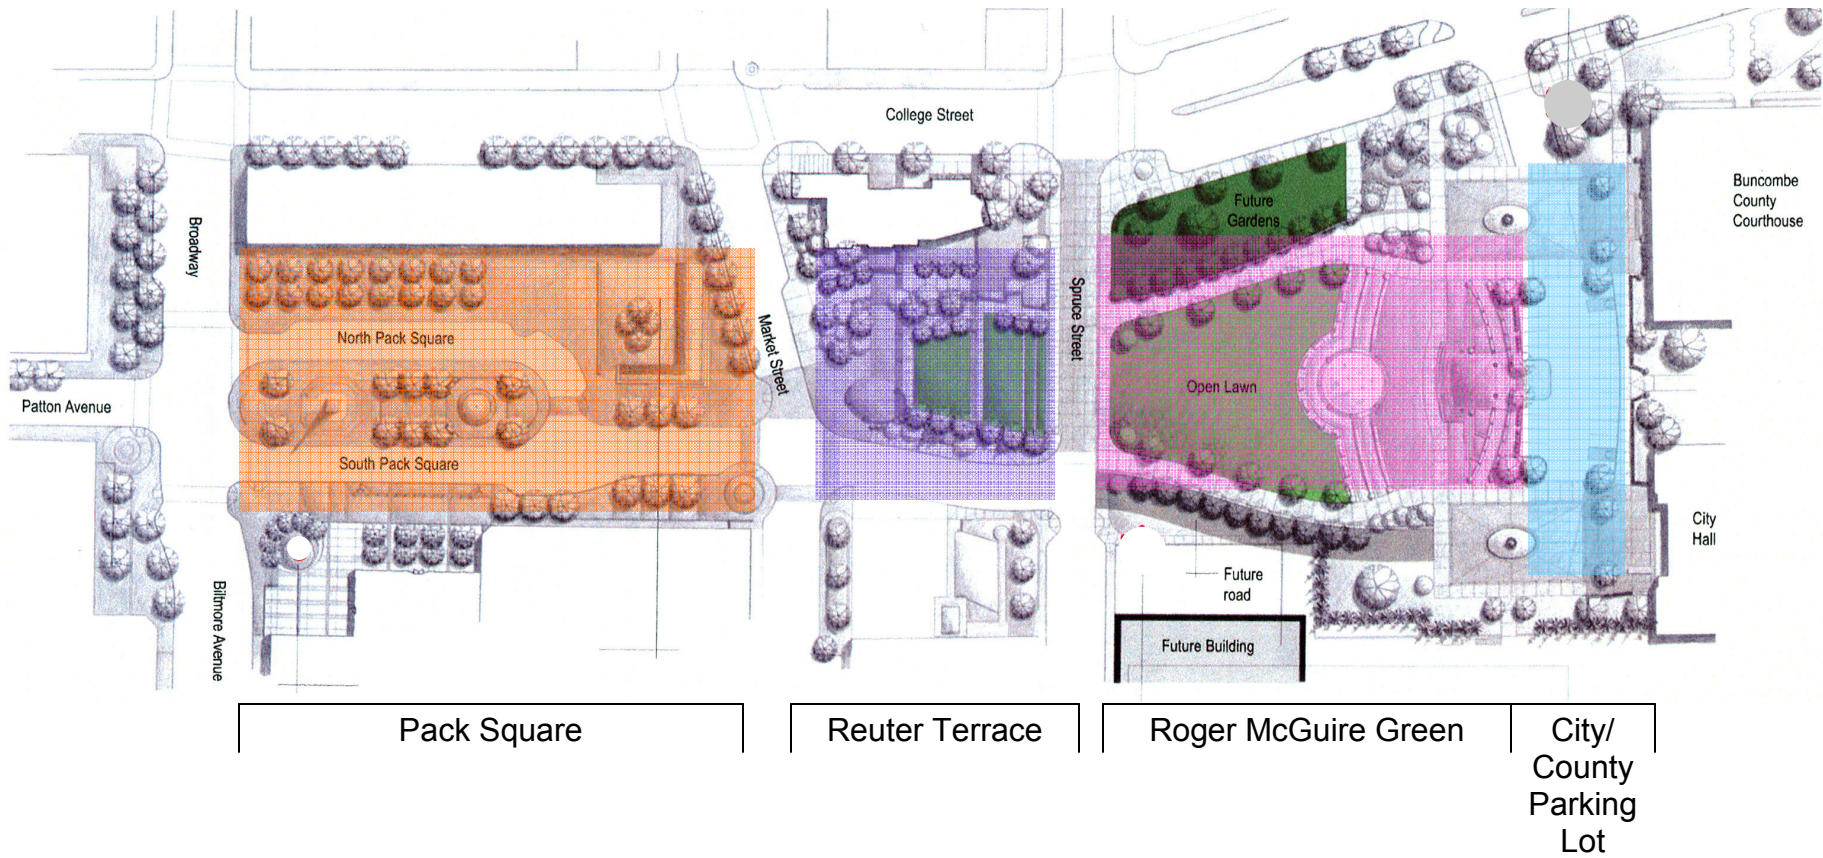 College Street
Buncombe
County
Courthouse
Future
Gardens
Broadway
Spruce Street
Market Street
North Pack Square
Open Lawn
Patton Avenue
South Pack Square
City
Hall
Future
road
Biltmore Avenue
Future Building
Pack Square
Reuter Terrace
Roger McGuire Green
City/
County
Parking
Lot